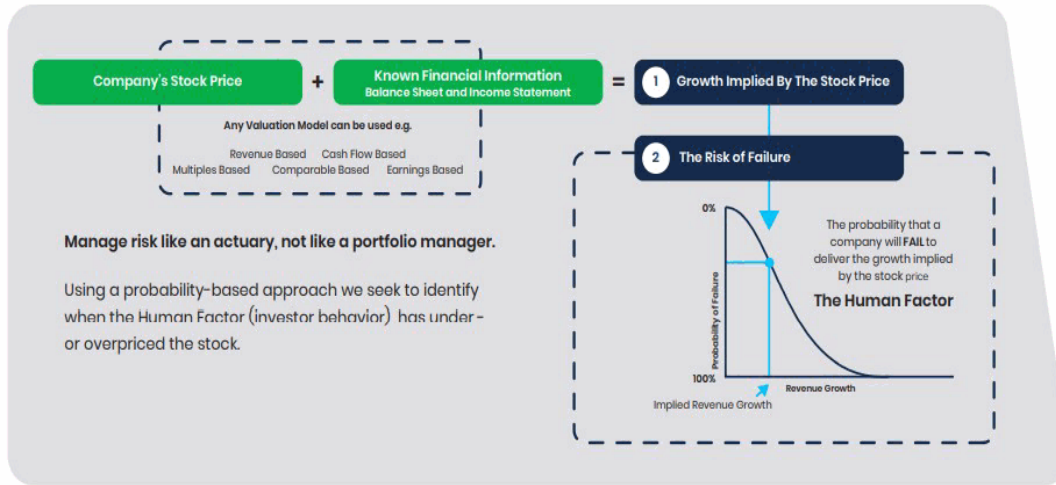 Company's Stock Price
+
Known Financial Information
Balance Sheet and Income Statement
=
1 Growth Implied By The Stock Price
Any Valuation Model can be used e.g.
Revenue Based Cash Flow Based
Multiples Based Comparable Based Earnings Based
2 The Risk of Failure
Manage risk like an actuary, not like a portfolio manager.
Using a probability-based approach we seek to identify
when the Human Factor (investor behavior) has under -
or overpriced the stock.
0%
Probability of Failure
100%
Revenue Growth
Implied Revenue Growth
The probability that a
company will FAIL to
deliver the growth implied
by the stock price
The Human Factor